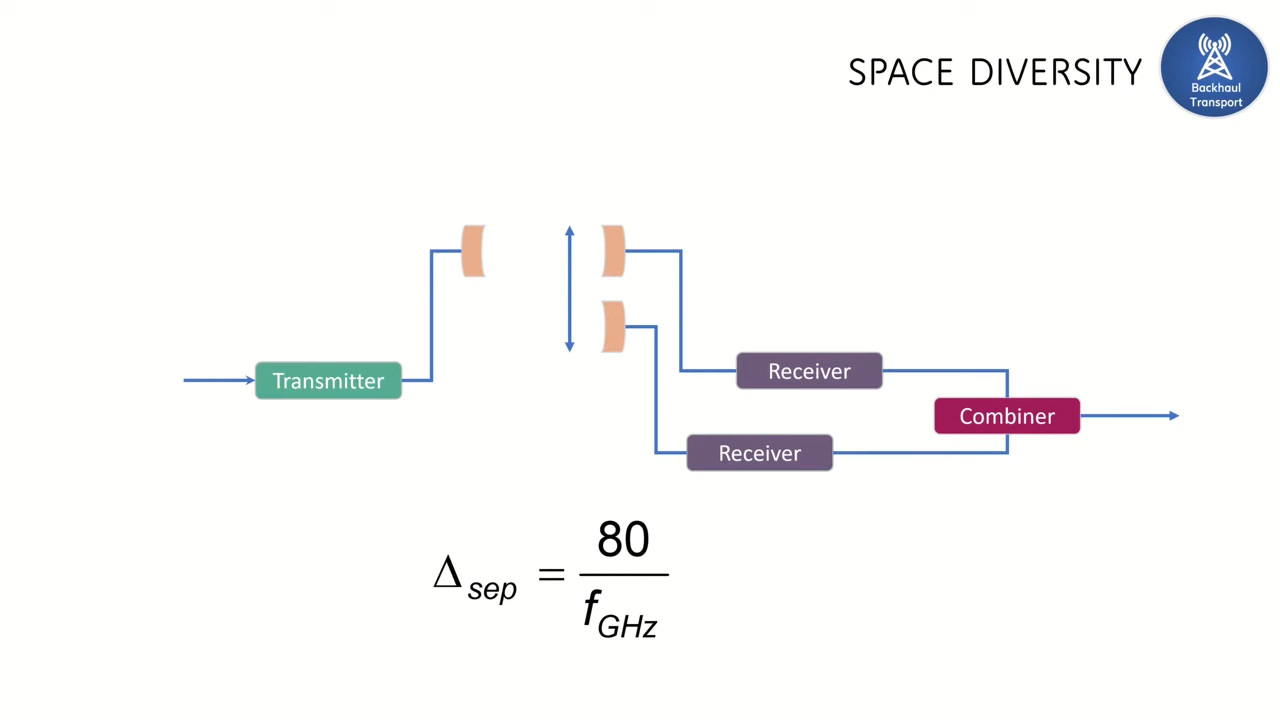 SPACE DIVERSITY
Backhaul
Transport
Transmitter
Receiver
Combiner
Receiver
Δsep = 80 / fGHz